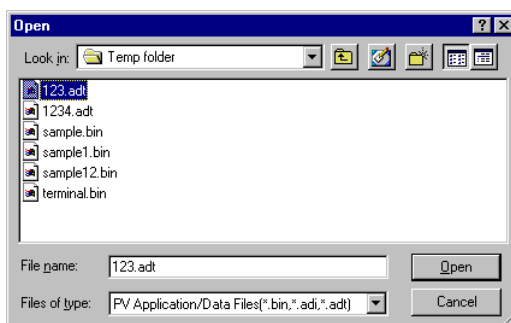 Open
Look in: Temp folder
123.adt
1234.adt
sample.bin
sample1.bin
sample12.bin
terminal.bin
File name: 123.adt Open
Files of type: PV Application/Data Files(*.bin,*.adi,*.adt) Cancel